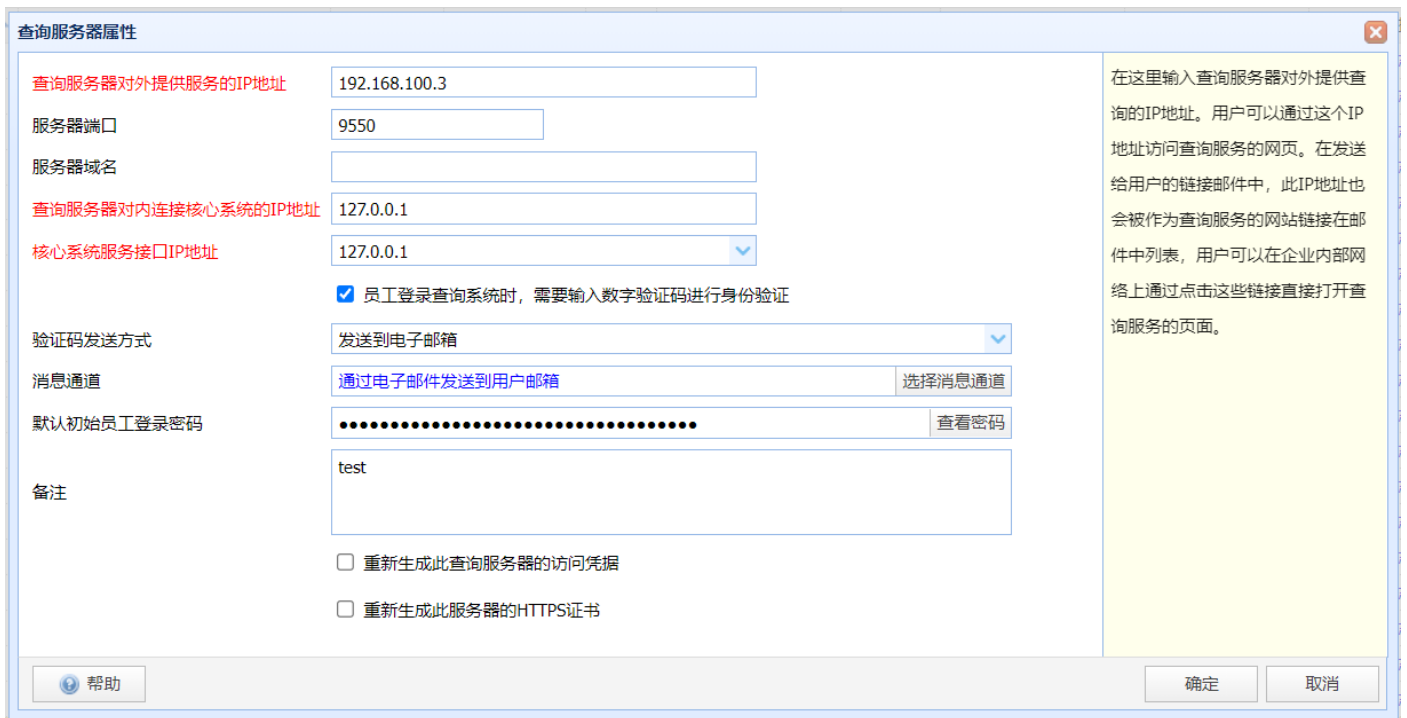 查询服务器属性
查询服务器对外提供服务的IP地址
192.168.100.3
服务器端口
9550
服务器域名
查询服务器对内连接核心系统的IP地址
127.0.0.1
核心系统服务接口IP地址
127.0.0.1
员工登录查询系统时，需要输入数字验证码进行身份验证
验证码发送方式
发送到电子邮箱
消息通道
通过电子邮件发送到用户邮箱
选择消息通道
默认初始员工登录密码
查看密码
备注
test
重新生成此查询服务器的访问凭据
重新生成此服务器的HTTPS证书
在这里输入查询服务器对外提供查
询的IP地址。用户可以通过这个IP
地址访问查询服务的网页。在发送
给用户的链接邮件中，此IP地址也
会被作为查询服务的网站链接在邮
件中列表，用户可以在企业内部网
络上通过点击这些链接直接打开查
询服务的页面。
帮助
确定
取消